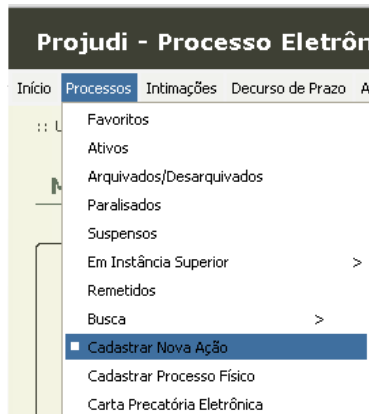 Projudi - Processo Eletrôn
Início Processos Intimações Decurso de Prazo A
:: U
Favoritos
Ativos
Arquivados/Desarquivados
Paralisados
Suspensos
Em Instância Superior >
Remetidos
Busca >
Cadastrar Nova Ação
Cadastrar Processo Físico
Carta Precatória Eletrônica